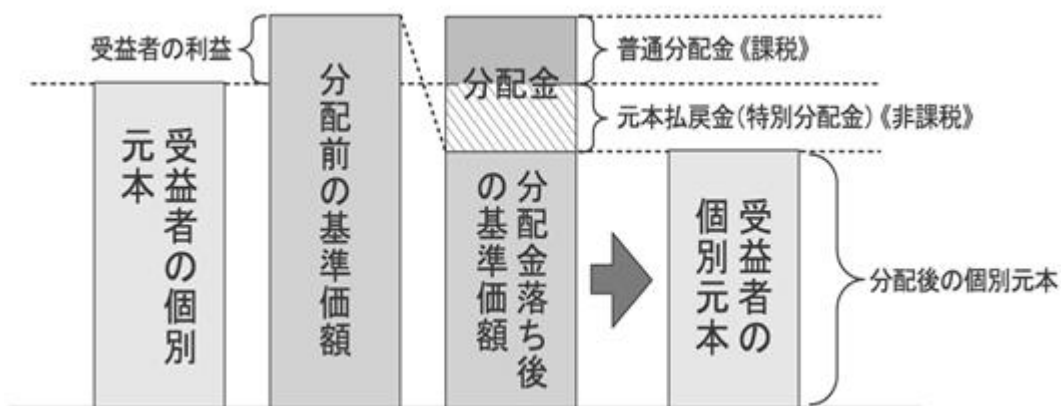 受益者の利益
受益者の個別
元本
分配前の基準価額
分配金
分配金落ち後
の基準価額
普通分配金《課税》
元本払戻金(特別分配金)《非課税》
受益者の
個別元本
分配後の個別元本